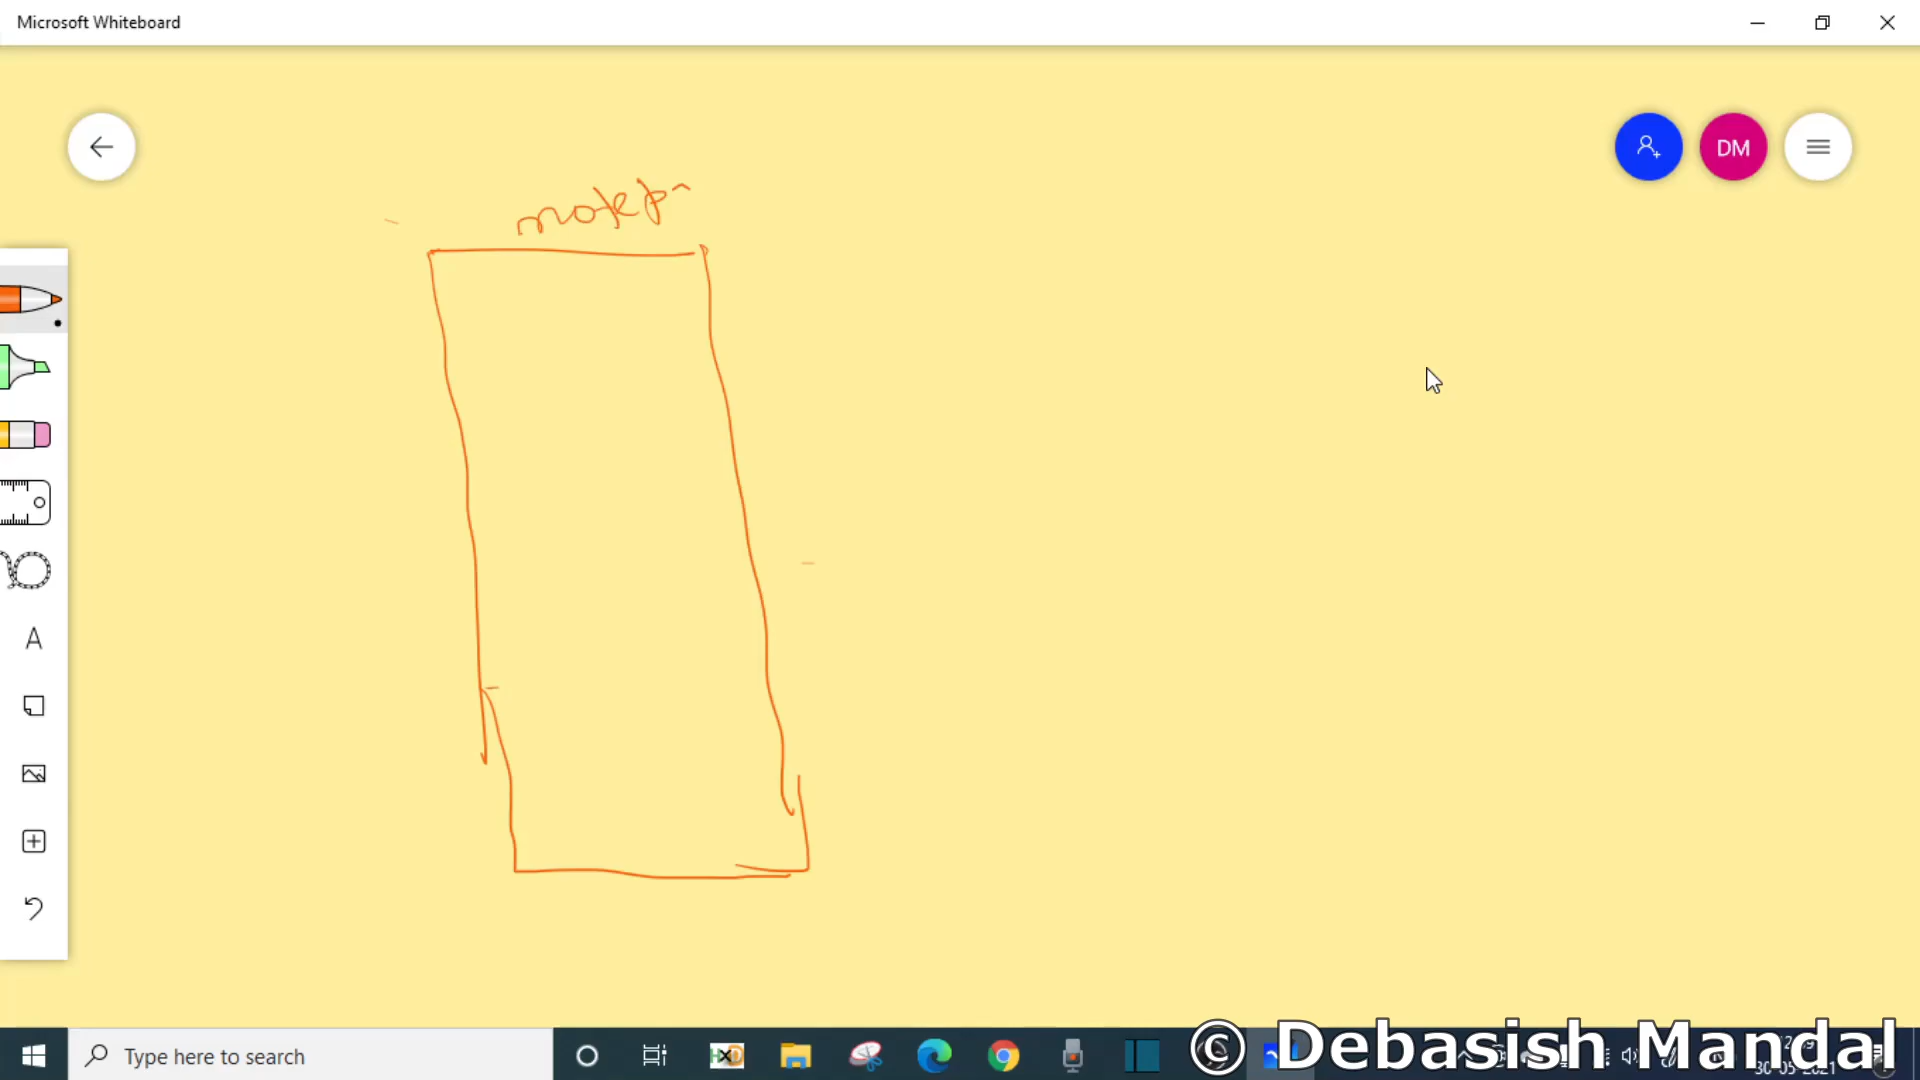 Microsoft Whiteboard
DM
A
Type here to search
© Debasish Mandal